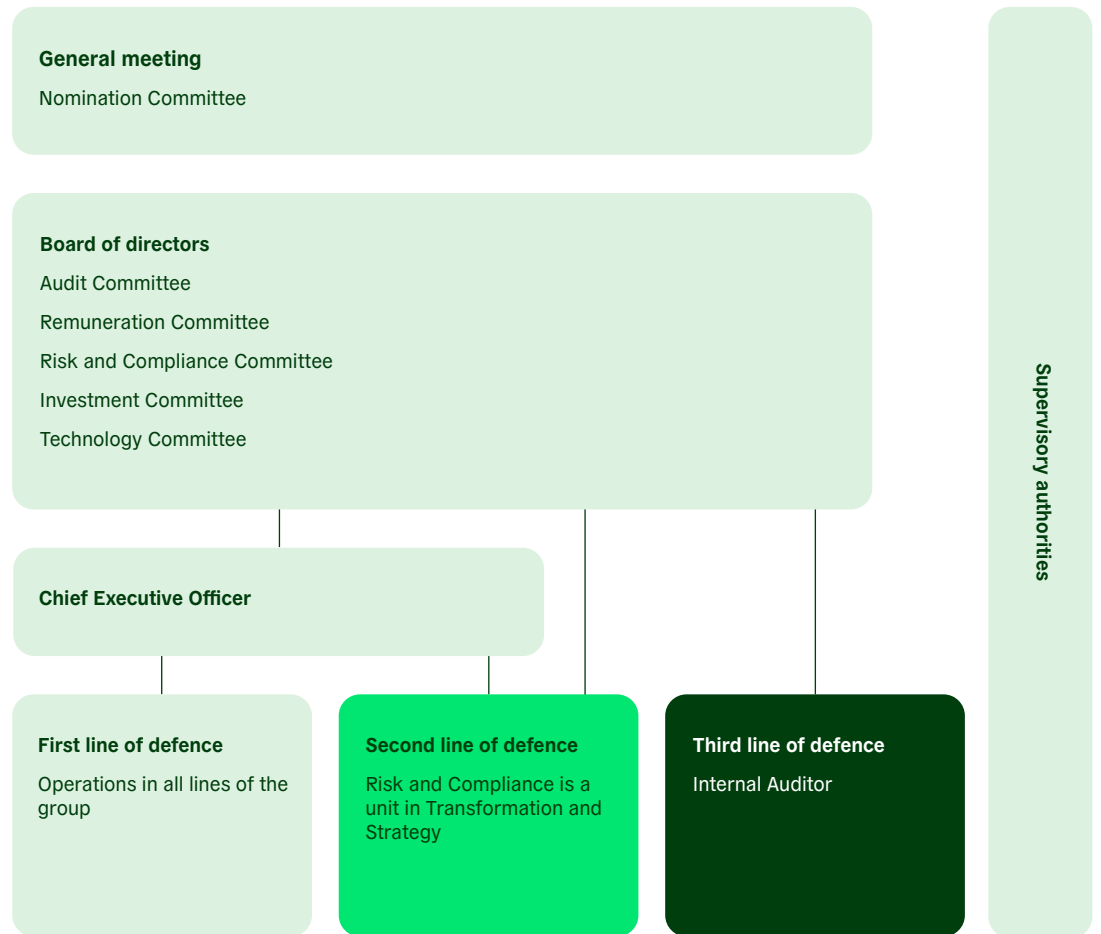 General meeting
Nomination Committee
Board of directors
Audit Committee
Remuneration Committee
Risk and Compliance Committee
Investment Committee
Technology Committee
Chief Executive Officer
First line of defence
Operations in all lines of the
group
Second line of defence
Risk and Compliance is a
unit in Transformation and
Strategy
Third line of defence
Internal Auditor
Supervisory authorities